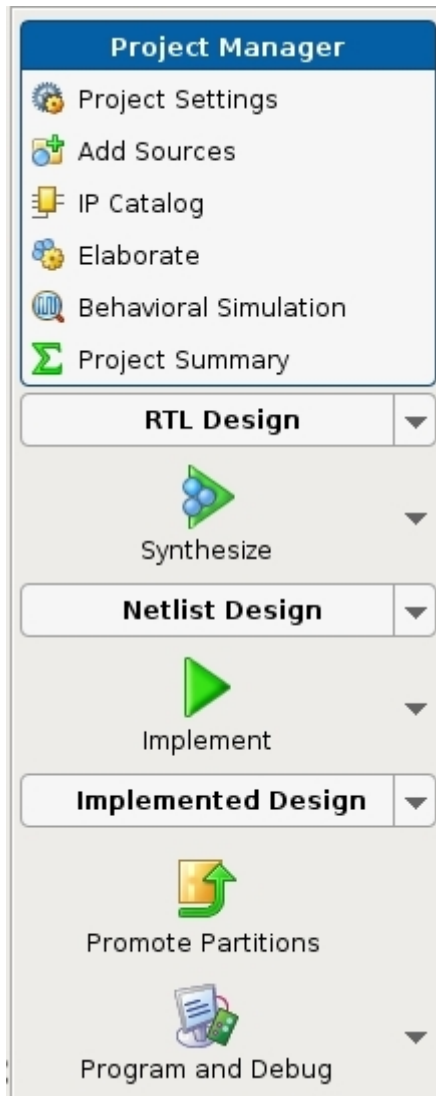 Project Manager
Project Settings
Add Sources
IP Catalog
Elaborate
Behavioral Simulation
Project Summary
RTL Design
Synthesize
Netlist Design
Implement
Implemented Design
Promote Partitions
Program and Debug